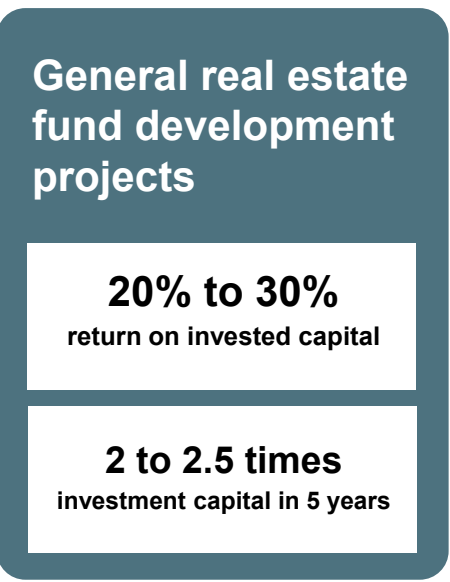 General real estate
fund development
projects
20% to 30%
return on invested capital
2 to 2.5 times
investment capital in 5 years